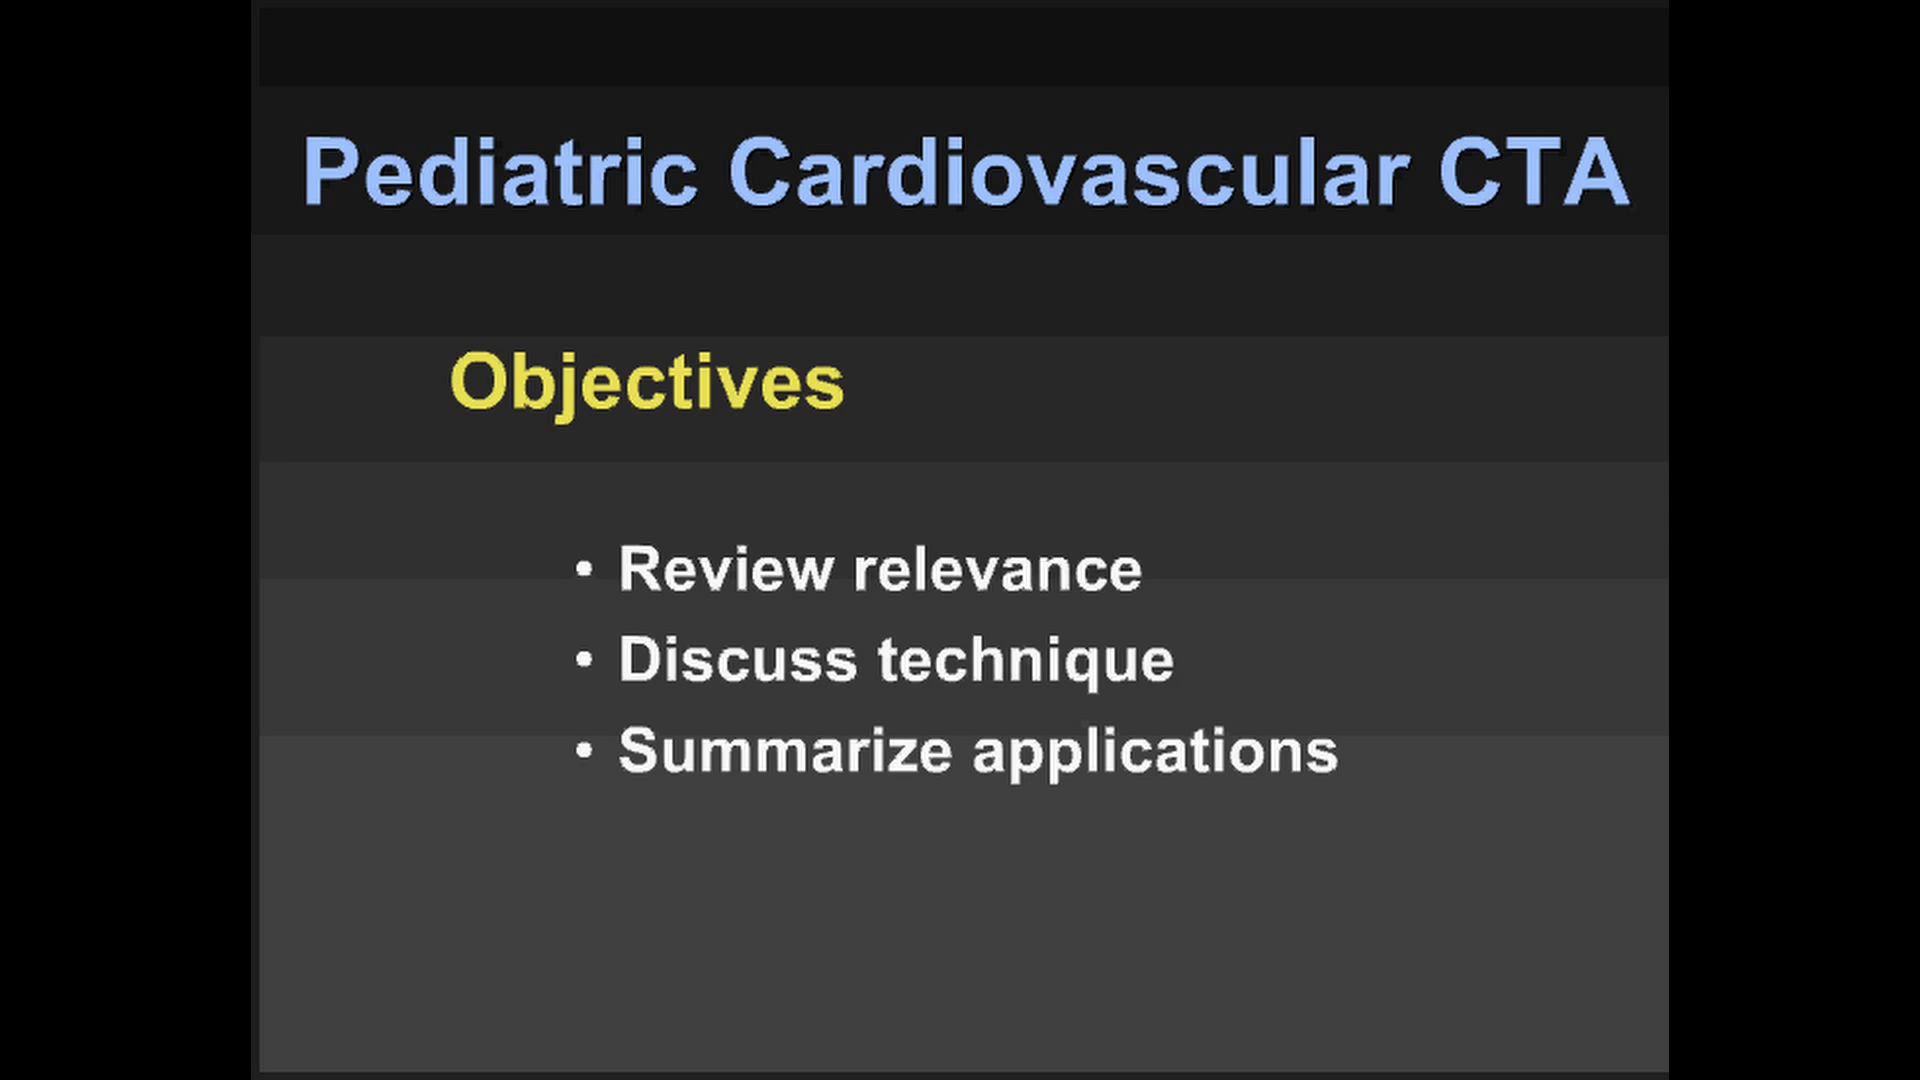 Pediatric Cardiovascular CTA
Objectives
• Review relevance
• Discuss technique
• Summarize applications